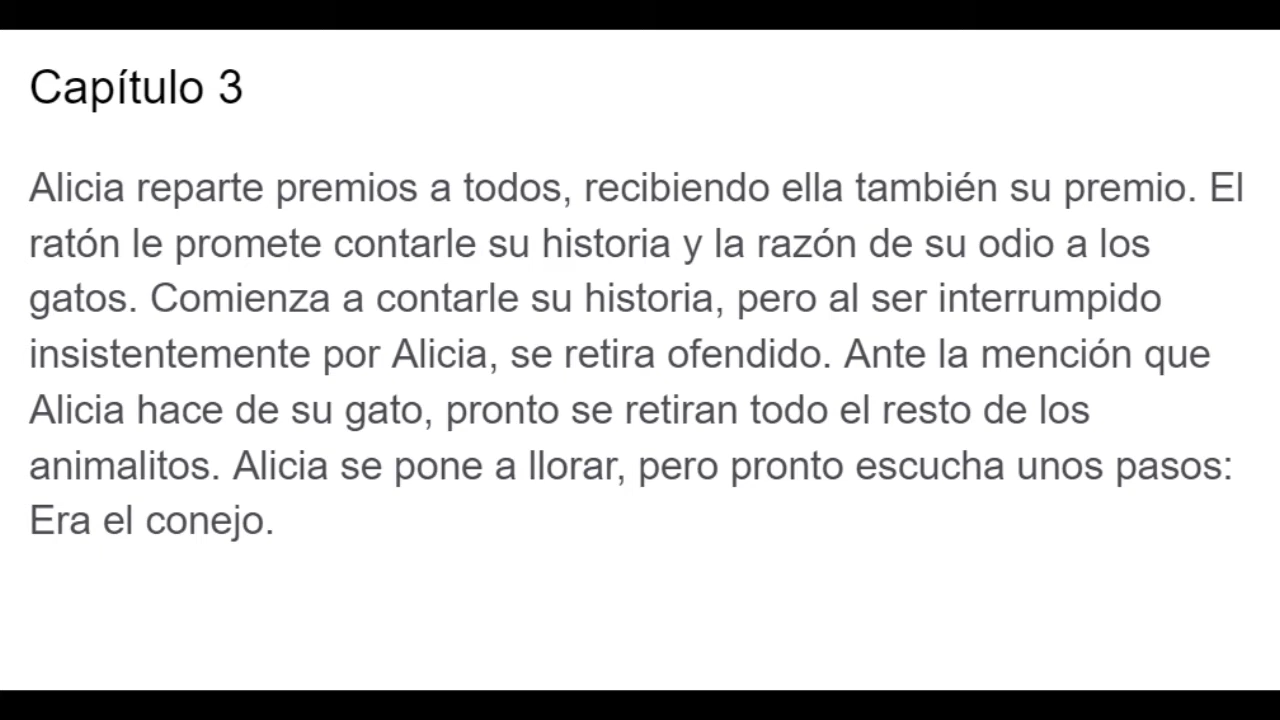 Capítulo 3
Alicia reparte premios a todos, recibiendo ella también su premio. El
ratón le promete contarle su historia y la razón de su odio a los
gatos. Comienza a contarle su historia, pero al ser interrumpido
insistentemente por Alicia, se retira ofendido. Ante la mención que
Alicia hace de su gato, pronto se retiran todo el resto de los
animalitos. Alicia se pone a llorar, pero pronto escucha unos pasos:
Era el conejo.